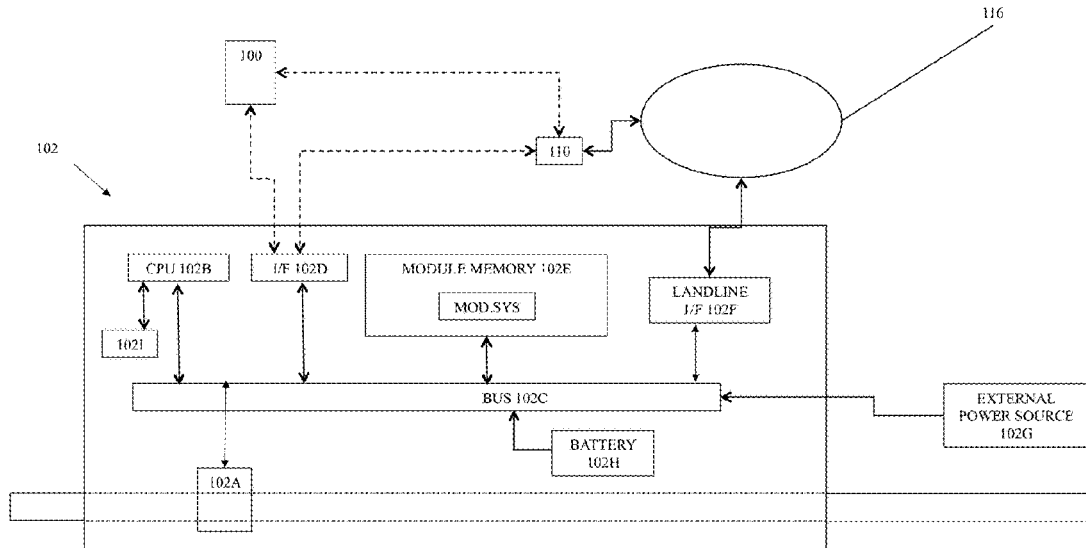 116
100
110
102
CPU 102B
I/F 102D
MODULE MEMORY 102E
MOD.SYS
LANDLINE
I/F 102F
102I
BUS 102C
EXTERNAL
POWER SOURCE
102G
BATTERY
102H
102A